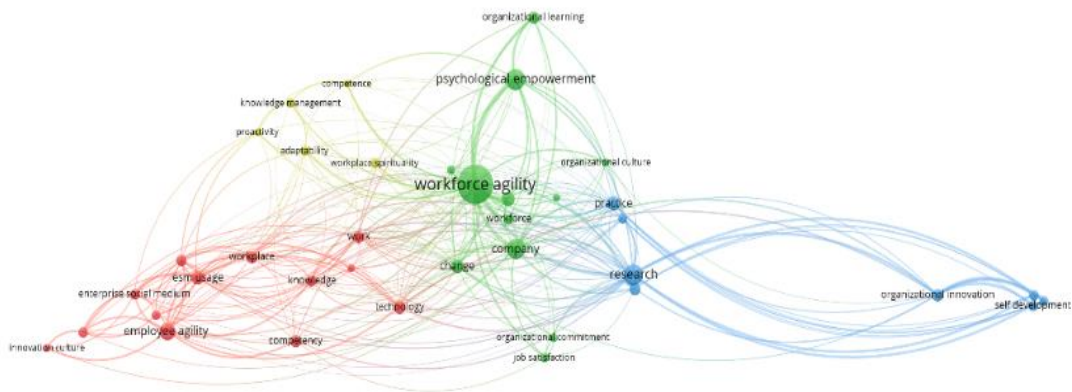 organizational learning
psychological empowerment
competence
knowledge management
proactivity
adaptability
workplace spirituality
organizational culture
workforce agility
practice
workforce
work
company
workplace
change
research
esm usage
knowledge
enterprise social medium
organizational innovation
technology
self development
employee agility
organizational commitment
competency
innovation culture
job satisfaction